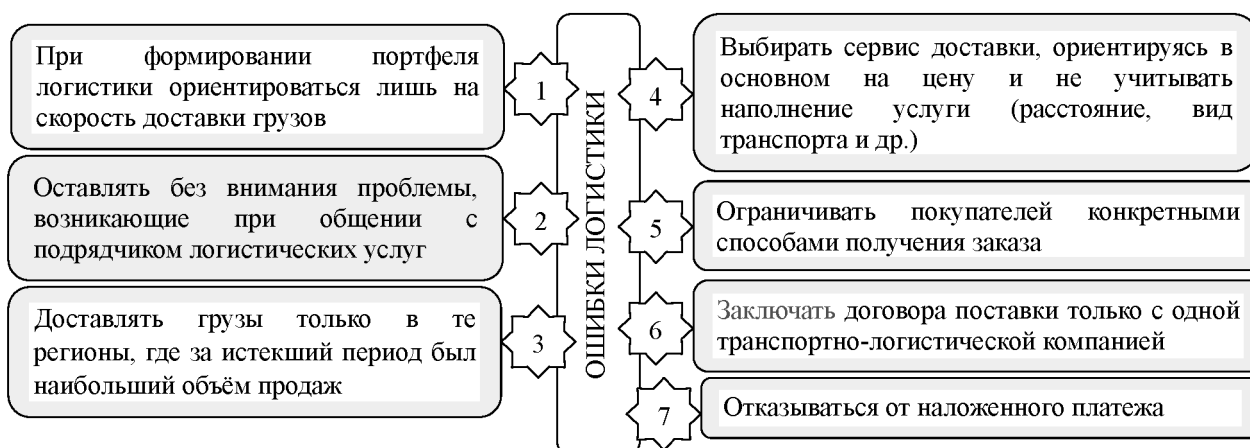 При формировании портфеля
логистики ориентироваться лишь на
скорость доставки грузов
1
Оставлять без внимания проблемы,
возникающие при общении с
подрядчиком логистических услуг
2
Доставлять грузы только в те
регионы, где за истекший период был
наибольший объём продаж
3
ОШИБКИ ЛОГИСТИКИ
4
Выбирать сервис доставки, ориентируясь в
основном на цену и не учитывать
наполнение услуги (расстояние, вид
транспорта и др.)
5
Ограничивать покупателей конкретными
способами получения заказа
6
Заключать договора поставки только с одной
транспортно-логистической компанией
7
Отказываться от наложенного платежа